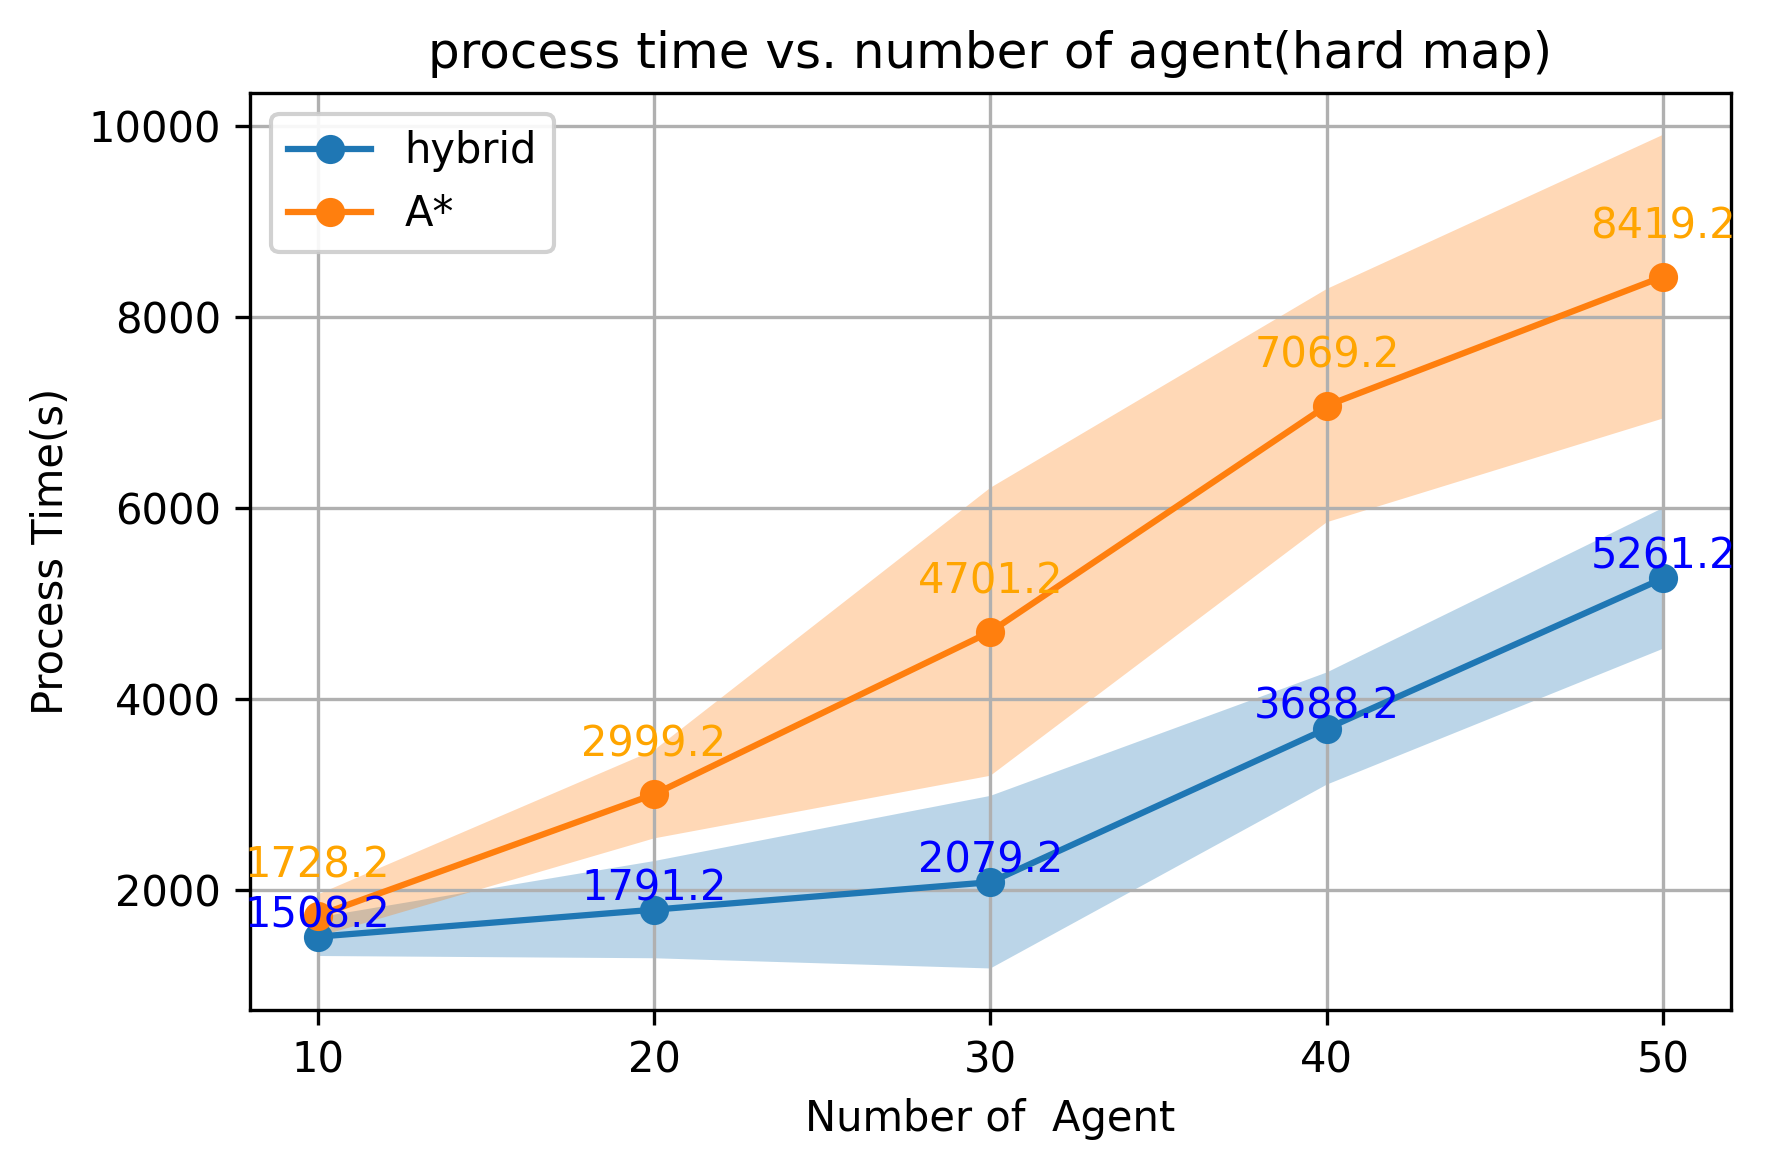 process time vs. number of agent(hard map)
10000
8000
6000
4000
2000
Process Time(s)
hybrid
A*
8419.2
7069.2
5261.2
4701.2
3688.2
2999.2
2079.2
1791.2
1728.2
1508.2
10 20 30 40 50
Number of  Agent